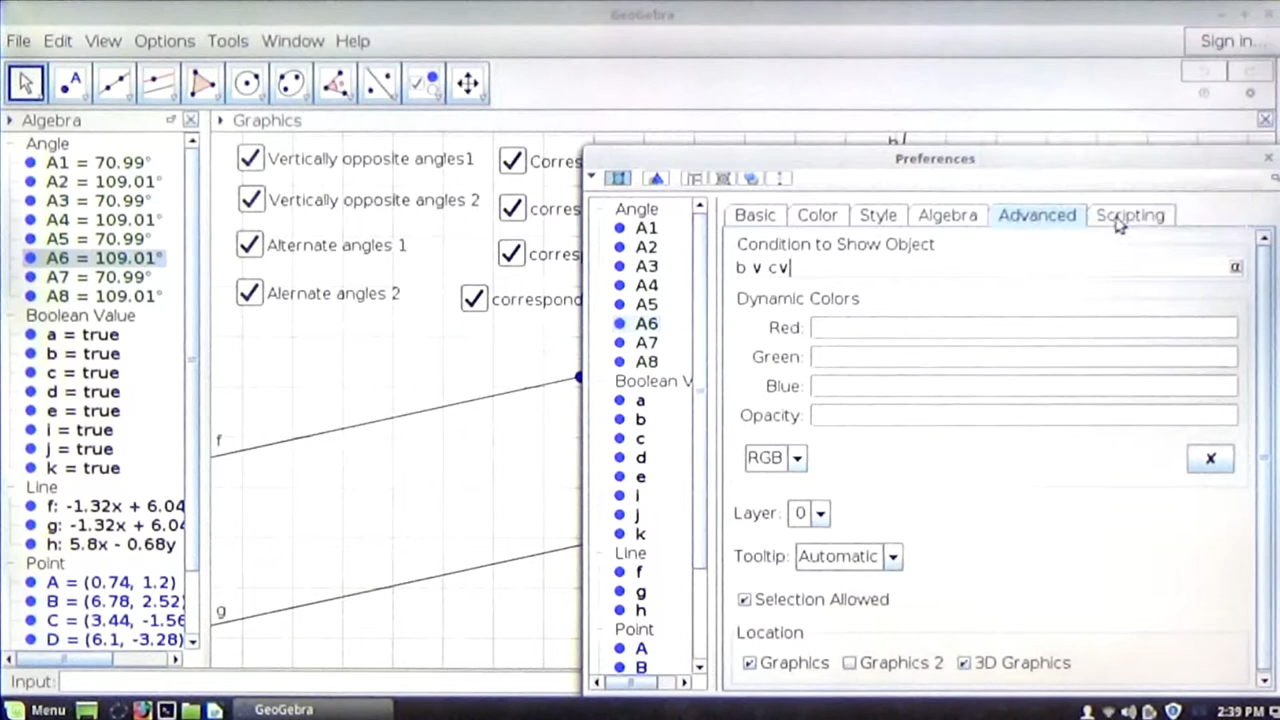 GeoGebra
File Edit View Options Tools Window Help
Sign in...
Algebra
Graphics
Angle
A1 = 70.99°
A2 = 109.01°
A3 = 70.99°
A4 = 109.01°
A5 = 70.99°
A6 = 109.01°
A7 = 70.99°
A8 = 109.01°
Boolean Value
a = true
b = true
c = true
d = true
e = true
i = true
j = true
k = true
Line
f: -1.32x + 6.04
g: -1.32x + 6.04
h: 5.8x - 0.68y
Point
A = (0.74, 1.2)
B = (6.78, 2.52)
C = (3.44, -1.56
D = (6.1, -3.28)
Input:
Vertically opposite angles1
Vertically opposite angles 2
Alternate angles 1
Alernate angles 2
Corres
corres
corres
correspond
f
g
h
Preferences
Angle
A1
A2
A3
A4
A5
A6
A7
A8
Boolean V
a
b
c
d
e
i
j
k
Line
f
g
h
Point
A
B
Basic Color Style Algebra Advanced Scripting
Condition to Show Object
b ∨ c∨
α
Dynamic Colors
Red:
Green:
Blue:
Opacity:
RGB
Layer: 0
Tooltip: Automatic
Selection Allowed
Location
Graphics Graphics 2 3D Graphics
Menu GeoGebra 2:39 PM